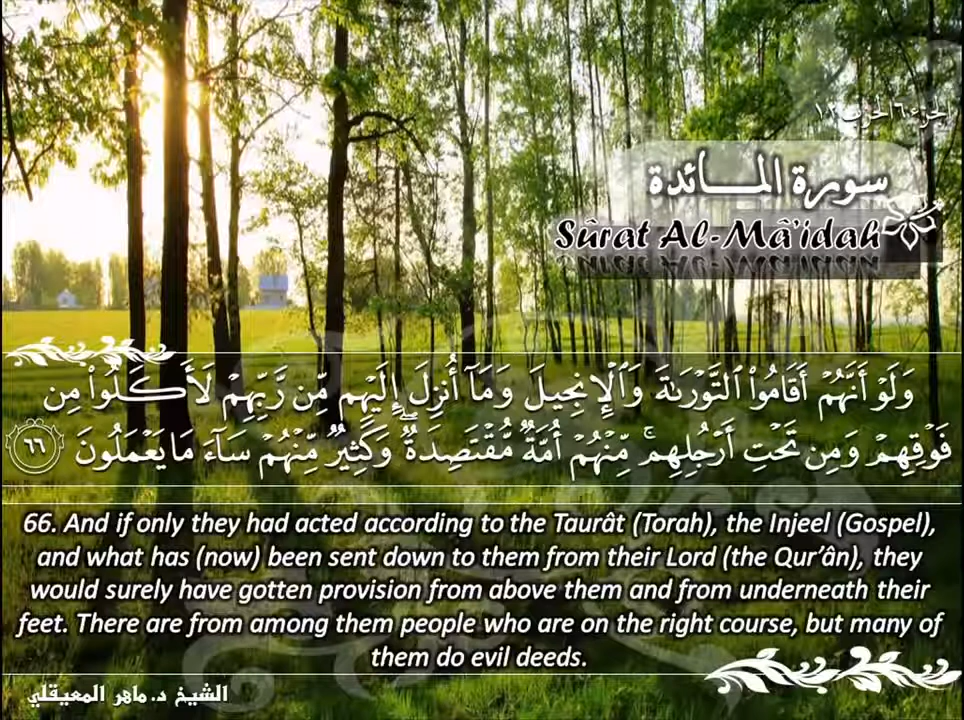 الجزء ٦ الحزب ١٢
سورة المـــائدة
Sûrat Al-Mâ'idah
وَلَوْ أَنَّهُمْ أَقَامُوا۟ ٱلتَّوْرَىٰةَ وَٱلْإِنجِيلَ وَمَآ أُنزِلَ إِلَيْهِم مِّن رَّبِّهِمْ لَأَكَلُوا۟ مِن
فَوْقِهِمْ وَمِن تَحْتِ أَرْجُلِهِم ۚ مِّنْهُمْ أُمَّةٌ مُّقْتَصِدَةٌ ۖ وَكَثِيرٌ مِّنْهُمْ سَآءَ مَا يَعْمَلُونَ ٦٦
66. And if only they had acted according to the Taurât (Torah), the Injeel (Gospel),
and what has (now) been sent down to them from their Lord (the Qur’ân), they
would surely have gotten provision from above them and from underneath their
feet. There are from among them people who are on the right course, but many of
them do evil deeds.
الشيخ د. ماهر المعيقلي